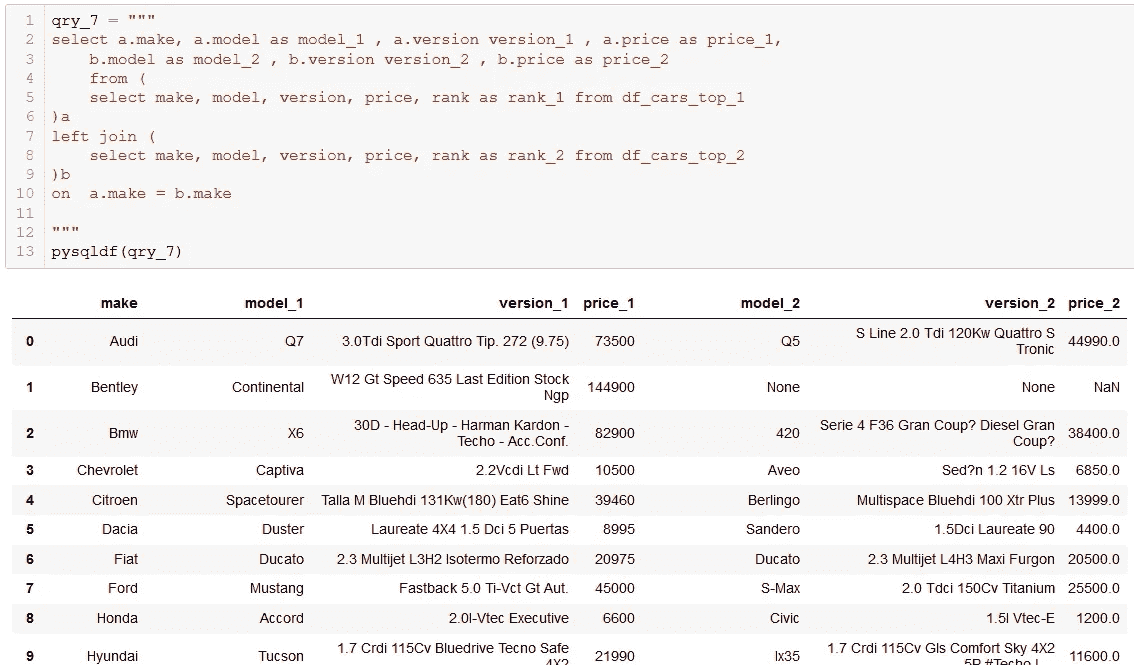 1 qry_7 = """
2 select a.make, a.model as model_1 , a.version version_1 , a.price as price_1,
3 b.model as model_2 , b.version version_2 , b.price as price_2
4 from (
5 select make, model, version, price, rank as rank_1 from df_cars_top_1
6 )a
7 left join (
8 select make, model, version, price, rank as rank_2 from df_cars_top_2
9 )b
10 on  a.make = b.make
11
12 """
13 pysqldf(qry_7)
make model_1 version_1 price_1 model_2 version_2 price_2
0 Audi Q7 3.0Tdi Sport Quattro Tip. 272 (9.75) 73500 Q5 S Line 2.0 Tdi 120Kw Quattro S
Tronic 44990.0
1 Bentley Continental W12 Gt Speed 635 Last Edition Stock
Ngp 144900 None None NaN
2 Bmw X6 30D - Head-Up - Harman Kardon -
Techo - Acc.Conf. 82900 420 Serie 4 F36 Gran Coup? Diesel Gran
Coup? 38400.0
3 Chevrolet Captiva 2.2Vcdi Lt Fwd 10500 Aveo Sed?n 1.2 16V Ls 6850.0
4 Citroen Spacetourer Talla M Bluehdi 131Kw(180) Eat6 Shine 39460 Berlingo Multispace Bluehdi 100 Xtr Plus 13999.0
5 Dacia Duster Laureate 4X4 1.5 Dci 5 Puertas 8995 Sandero 1.5Dci Laureate 90 4400.0
6 Fiat Ducato 2.3 Multijet L3H2 Isotermo Reforzado 20975 Ducato 2.3 Multijet L4H3 Maxi Furgon 20500.0
7 Ford Mustang Fastback 5.0 Ti-Vct Gt Aut. 45000 S-Max 2.0 Tdci 150Cv Titanium 25500.0
8 Honda Accord 2.0I-Vtec Executive 6600 Civic 1.5I Vtec-E 1200.0
9 Hyundai Tucson 1.7 Crdi 115Cv Bluedrive Tecno Safe
4X2 21990 Ix35 1.7 Crdi 115Cv Gls Comfort Sky 4X2
5P #Techo 11600.0